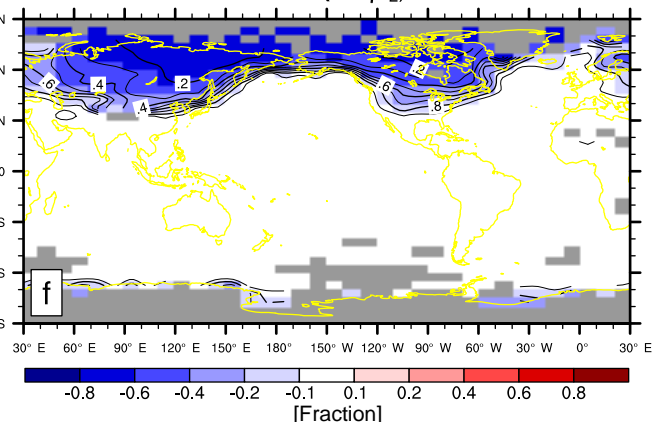 N
.6
.4
.2
.4
.2
.6
.8
N
N
0
S
S
f
S
30° E
60° E
90° E
120° E
150° E
150° W
120° W
90° W
60° W
30° W
0°
30° E
-0.8
-0.6
-0.4
-0.2
-0.1
0.1
0.2
0.4
0.6
0.8
[Fraction]